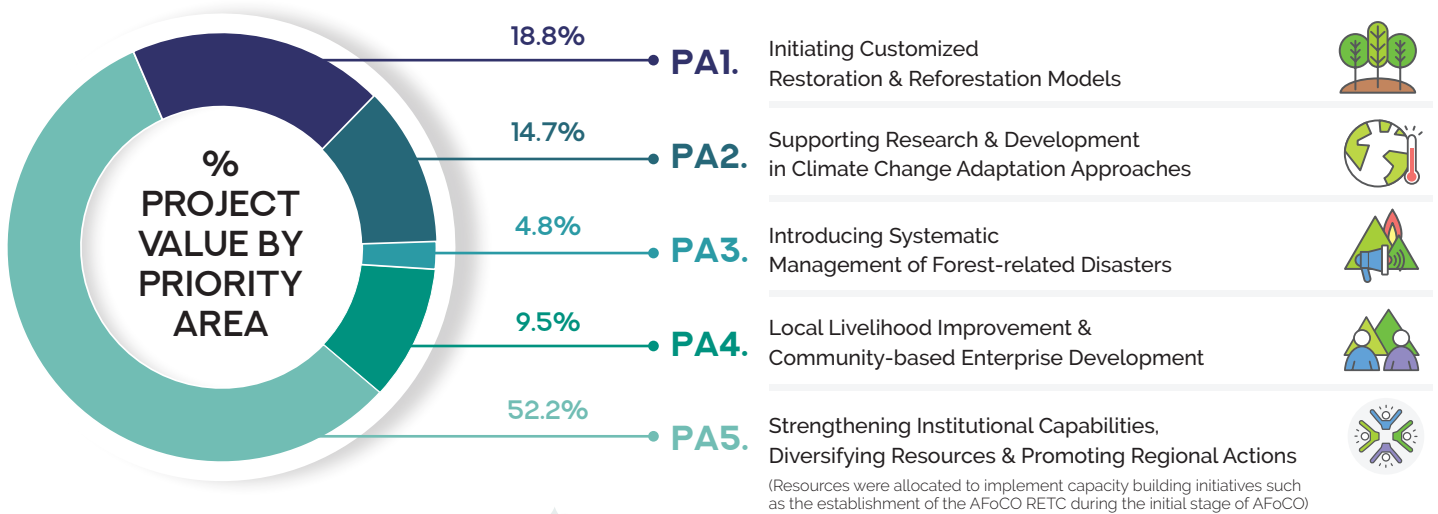 %
PROJECT
VALUE BY
PRIORITY
AREA
18.8%
PA1.
Initiating Customized
Restoration & Reforestation Models
14.7%
PA2.
Supporting Research & Development
in Climate Change Adaptation Approaches
4.8%
PA3.
Introducing Systematic
Management of Forest-related Disasters
9.5%
PA4.
Local Livelihood Improvement &
Community-based Enterprise Development
52.2%
PA5.
Strengthening Institutional Capabilities,
Diversifying Resources & Promoting Regional Actions
(Resources were allocated to implement capacity building initiatives such
as the establishment of the AFoCO RETC during the initial stage of AFoCO)